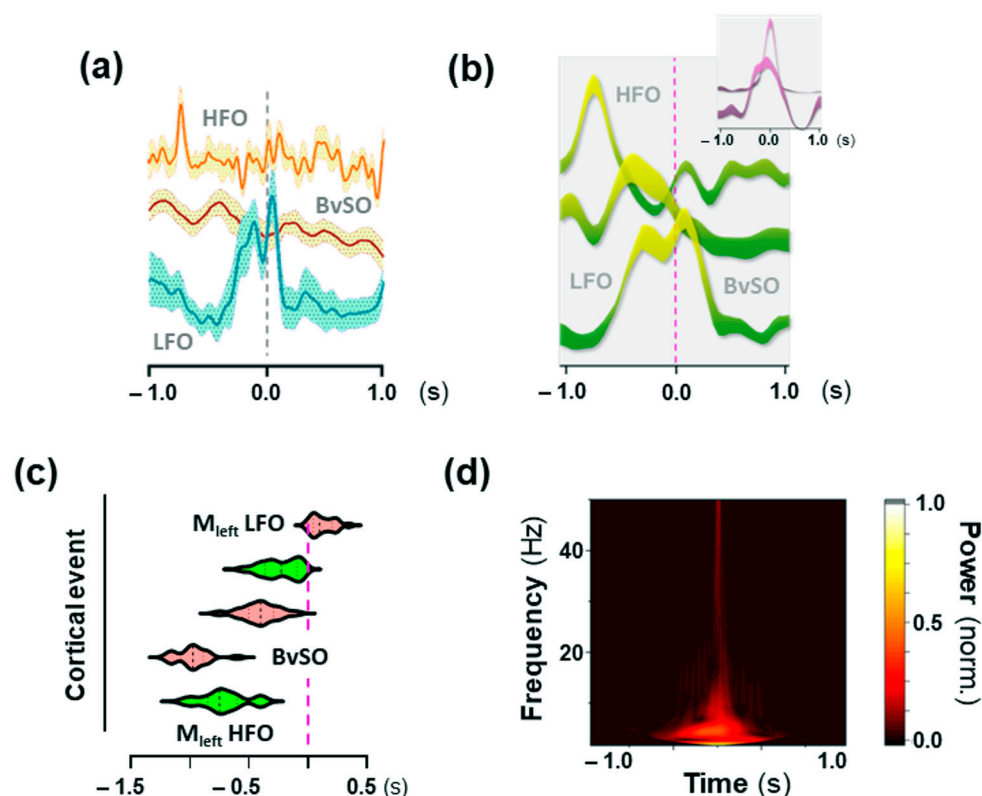 (a)
HFO
BvSO
LFO
– 1.0 0.0 1.0 (s)
(b)
HFO
LFO
BvSO
– 1.0 0.0 1.0 (s)
– 1.0 0.0 1.0
(s)
(c)
Cortical event
Mleft LFO
BvSO
Mleft HFO
–1.5 –0.5 (s) 0.5
(d)
Frequency (Hz)
40
20
– 1.0 1.0
Time (s)
1.0
0.5
0.0
Power (norm.)